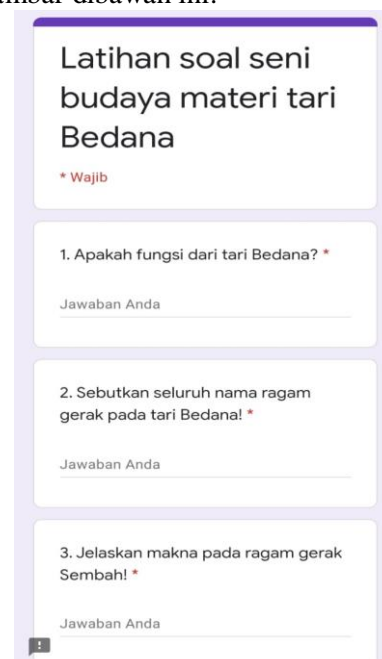 Latihan soal seni
budaya materi tari
Bedana
* Wajib
1. Apakah fungsi dari tari Bedana? *
Jawaban Anda
2. Sebutkan seluruh nama ragam
gerak pada tari Bedana! *
Jawaban Anda
3. Jelaskan makna pada ragam gerak
Sembah! *
Jawaban Anda